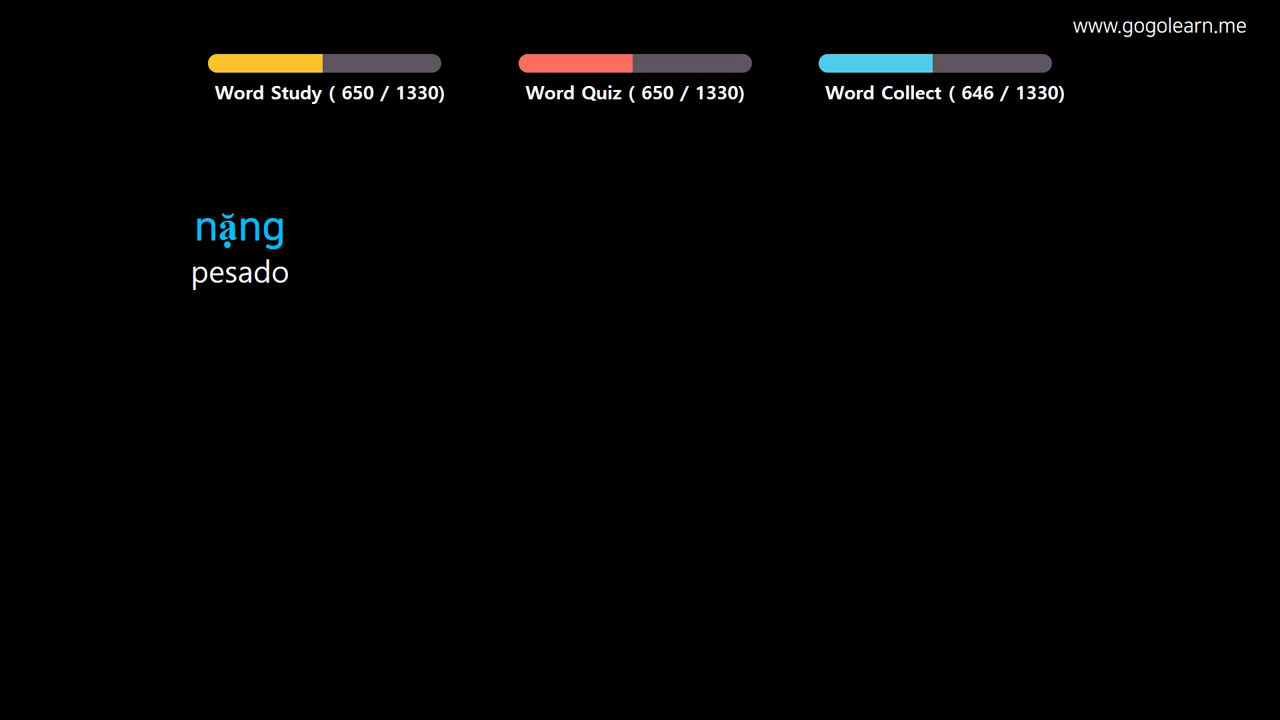 www.gogolearn.me
Word Study ( 650 / 1330)
Word Quiz ( 650 / 1330)
Word Collect ( 646 / 1330)
nặng
pesado